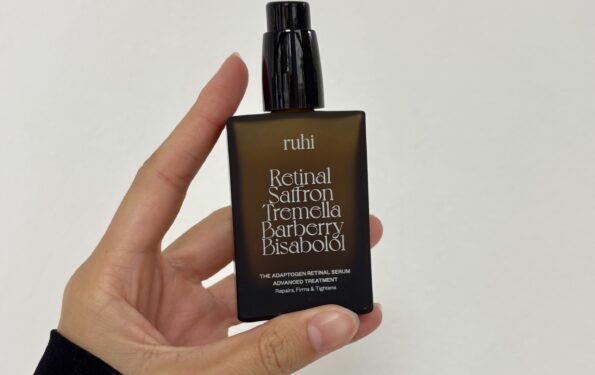 ruhi
Retinal
Saffron
Tremella
Barberry
Bisabolol
THE ADAPTOGEN RETINAL SERUM
ADVANCED TREATMENT
Repairs, Firms & Tightens